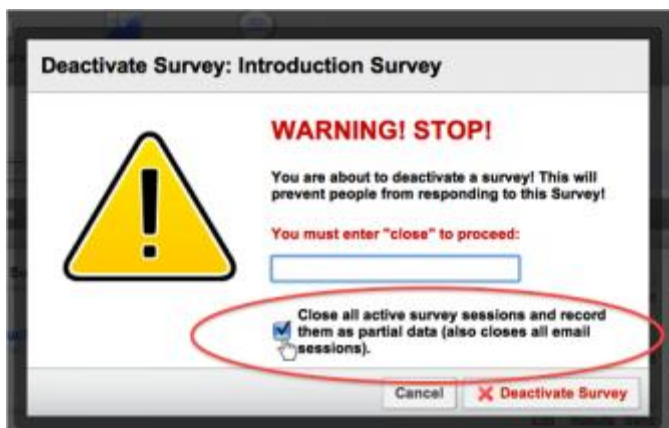 Deactivate Survey: Introduction Survey
WARNING! STOP!
You are about to deactivate a survey! This will
prevent people from responding to this Survey!
You must enter "close" to proceed:
Close all active survey sessions and record
them as partial data (also closes all email
sessions).
Cancel
Deactivate Survey